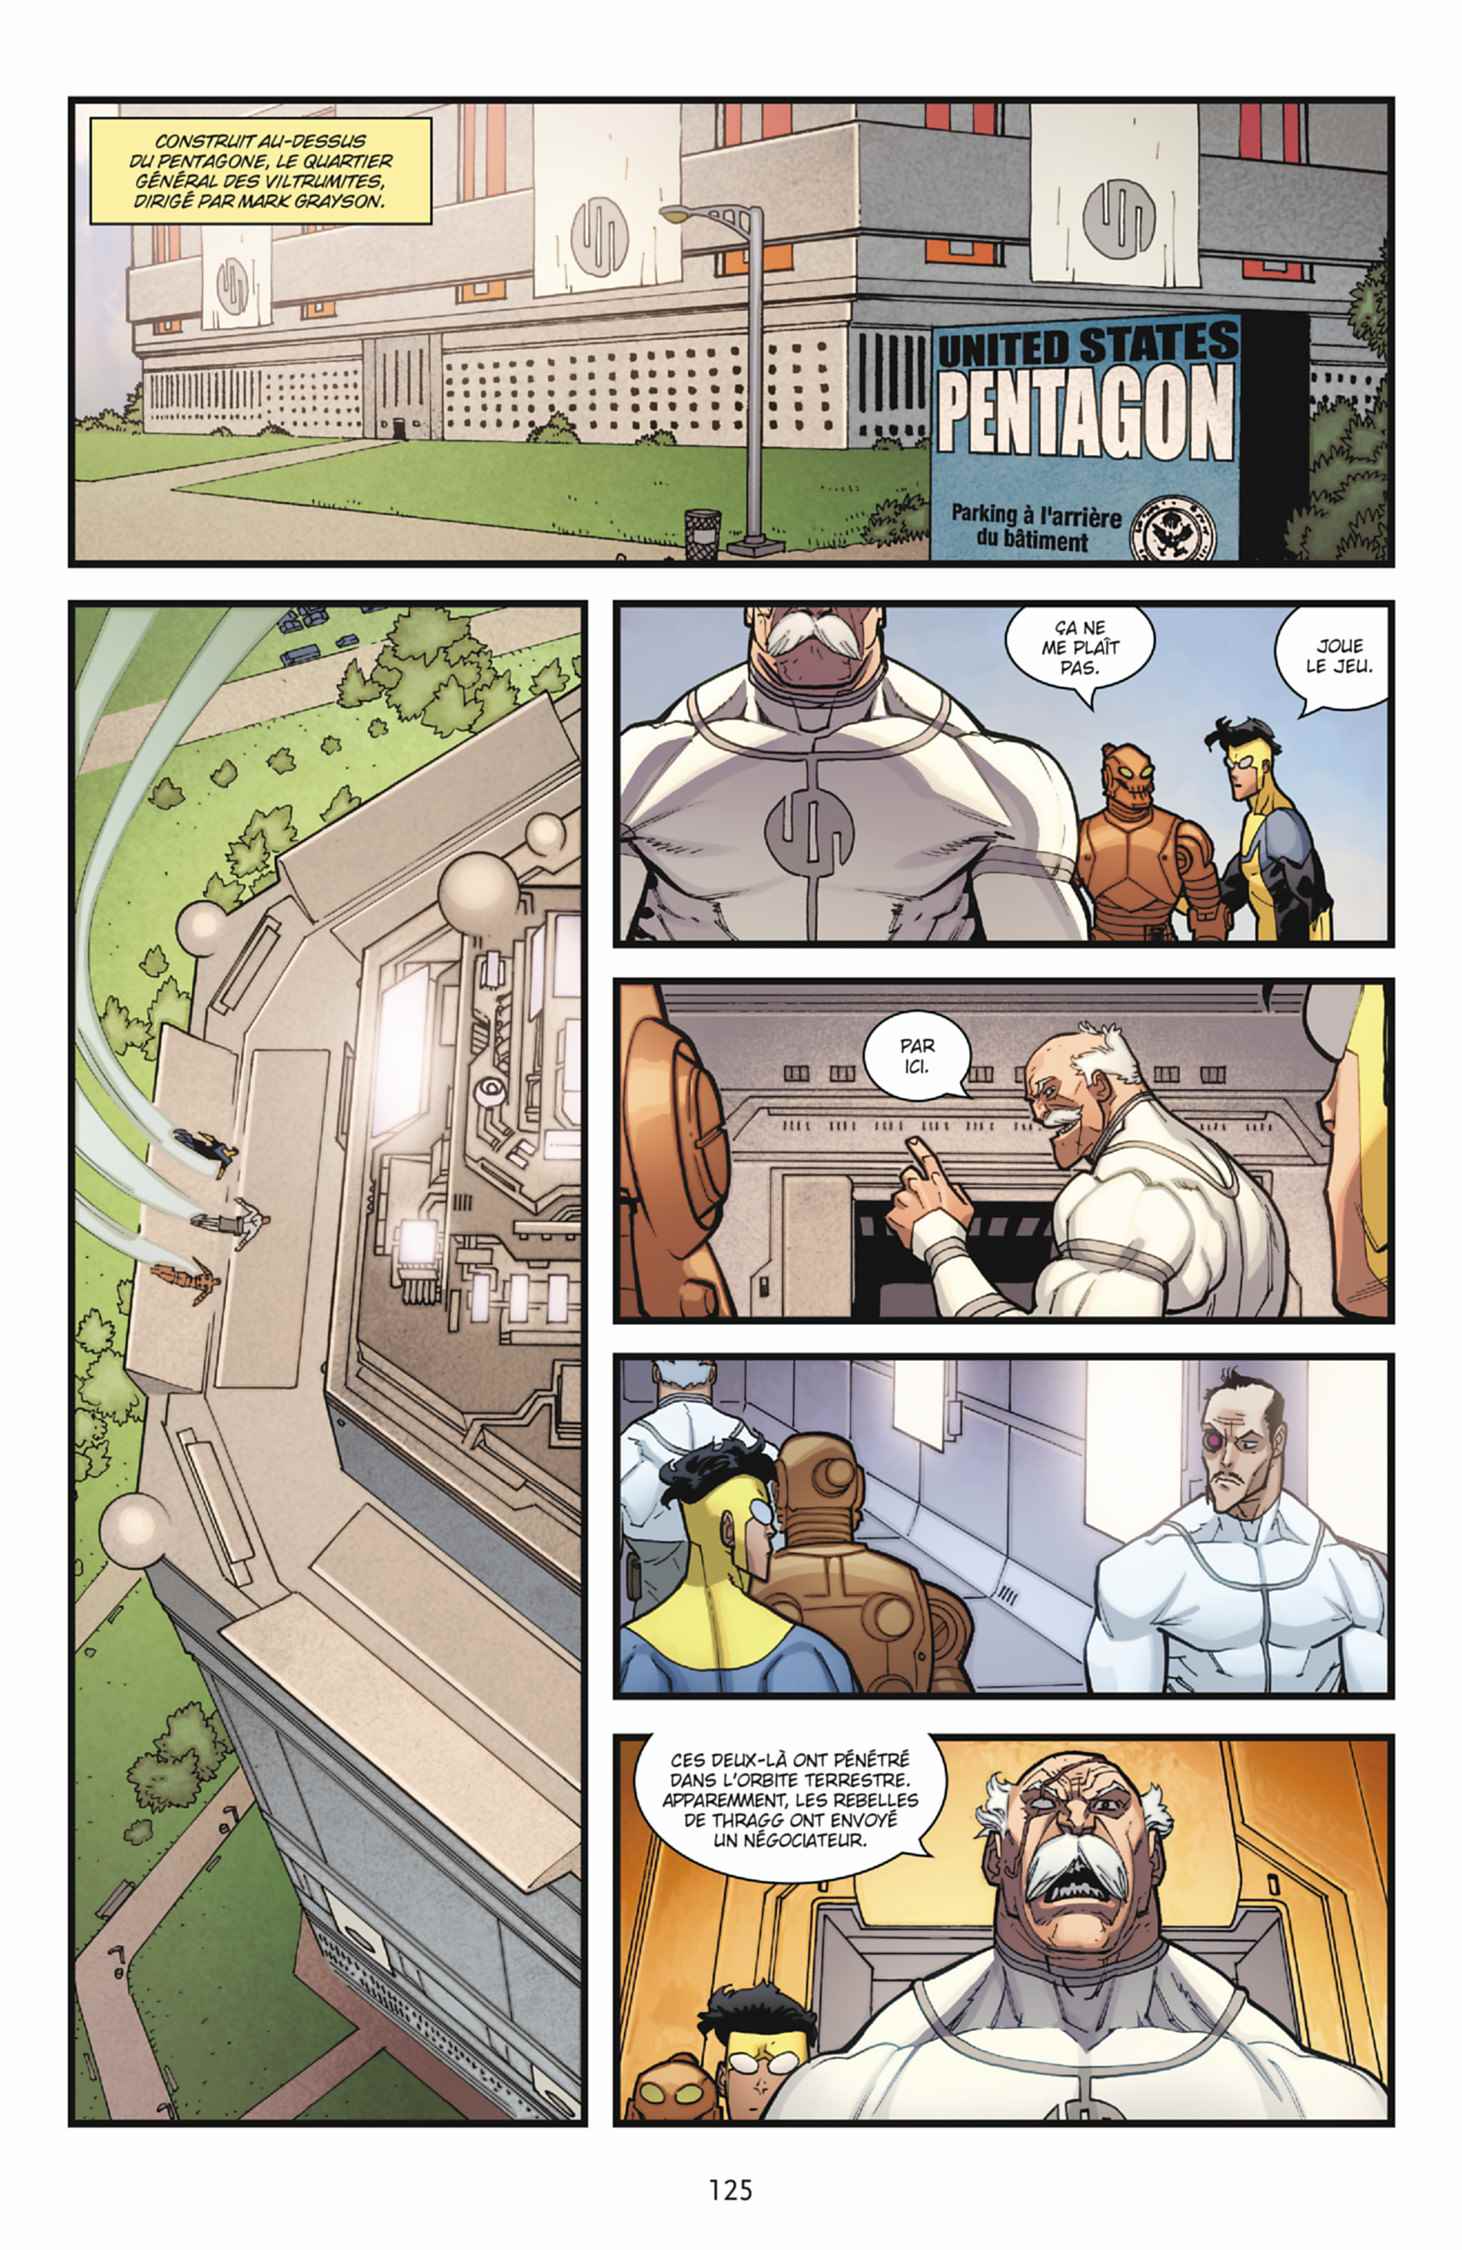 CONSTRUIT AU-DESSUS
DU PENTAGONE, LE QUARTIER
GÉNÉRAL DES VILTRUMITES,
DIRIGÉ PAR MARK GRAYSON.
UNITED STATES
PENTAGON
Parking à l'arrière
du bâtiment
ÇA NE
ME PLAÎT
PAS.
JOUE
LE JEU.
PAR
ICI.
CES DEUX-LÀ ONT PÉNÉTRÉ
DANS L'ORBITE TERRESTRE.
APPAREMMENT, LES REBELLES
DE THRAGG ONT ENVOYÉ
UN NÉGOCIATEUR.
125